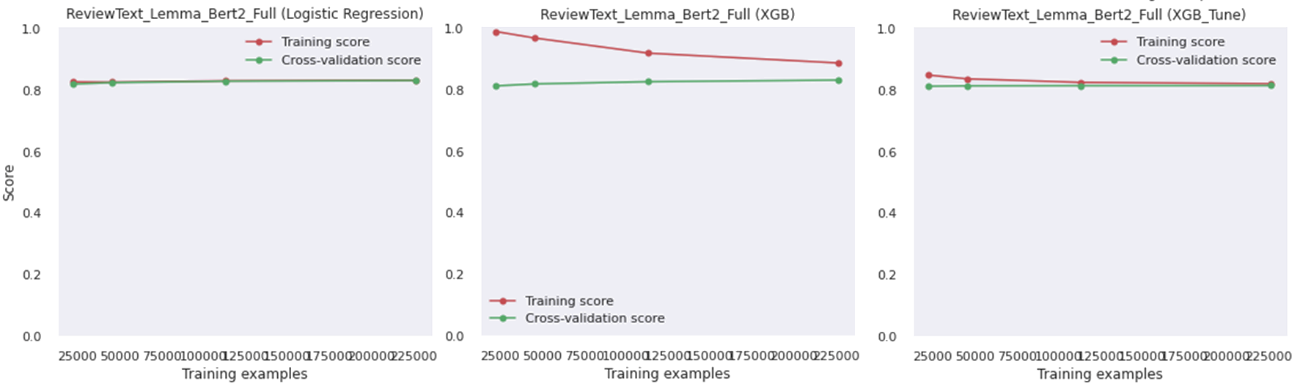 ReviewText_Lemma_Bert2_Full (Logistic Regression)
1.0
0.8
0.6
0.4
0.2
0.0
Score
Training score
Cross-validation score
25000 50000 75000 100000 125000 150000 175000 200000 225000
Training examples
ReviewText_Lemma_Bert2_Full (XGB)
1.0
0.8
0.6
0.4
0.2
0.0
Training score
Cross-validation score
25000 50000 75000 100000 125000 150000 175000 200000 225000
Training examples
ReviewText_Lemma_Bert2_Full (XGB_Tune)
1.0
0.8
0.6
0.4
0.2
0.0
Training score
Cross-validation score
25000 50000 75000 100000 125000 150000 175000 200000 225000
Training examples